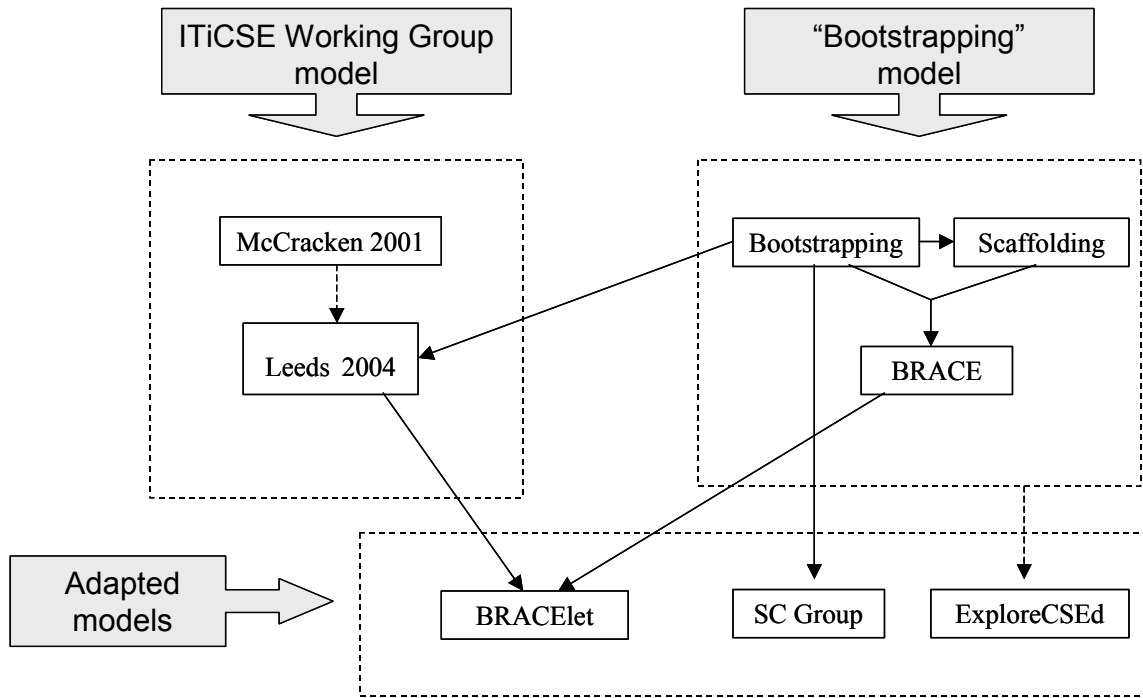 ITiCSE Working Group
model
“Bootstrapping”
model
McCracken 2001
Bootstrapping
Scaffolding
Leeds 2004
BRACE
Adapted
models
BRACElet
SC Group
ExploreCSEd